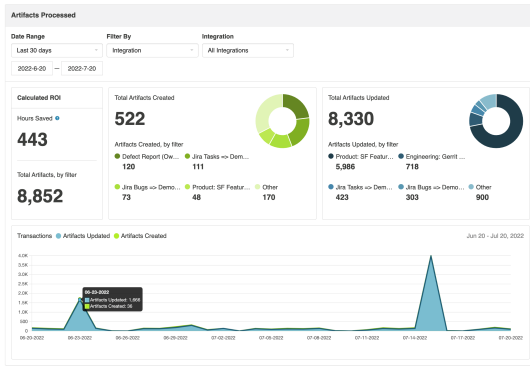 Artifacts Processed
Date Range
Filter By
Integration
Last 30 days
Integration
All Integrations
2022-6-20 — 2022-7-20
Calculated ROI
Hours Saved
443
Total Artifacts, by filter
8,852
Total Artifacts Created
522
Artifacts Created, by filter
Defect Report (Ow...
120
Jira Tasks => Dem...
111
Jira Bugs => Demo...
73
Product: SF Featur...
48
Other
170
Total Artifacts Updated
8,330
Artifacts Updated, by filter
Product: SF Featur...
5,986
Engineering: Gerrit ...
718
Jira Tasks => Demo...
423
Jira Bugs => Demo...
303
Other
900
Transactions Artifacts Updated Artifacts Created
Jun 20 - Jul 20, 2022
4.0K
3.5K
3.0K
2.5K
2.0K
1.5K
1.0K
500
0
06-23-2022
Artifacts Created: 36
06-20-2022 06-23-2022 06-26-2022 06-29-2022 07-02-2022 07-05-2022 07-08-2022 07-11-2022 07-14-2022 07-17-2022 07-20-2022